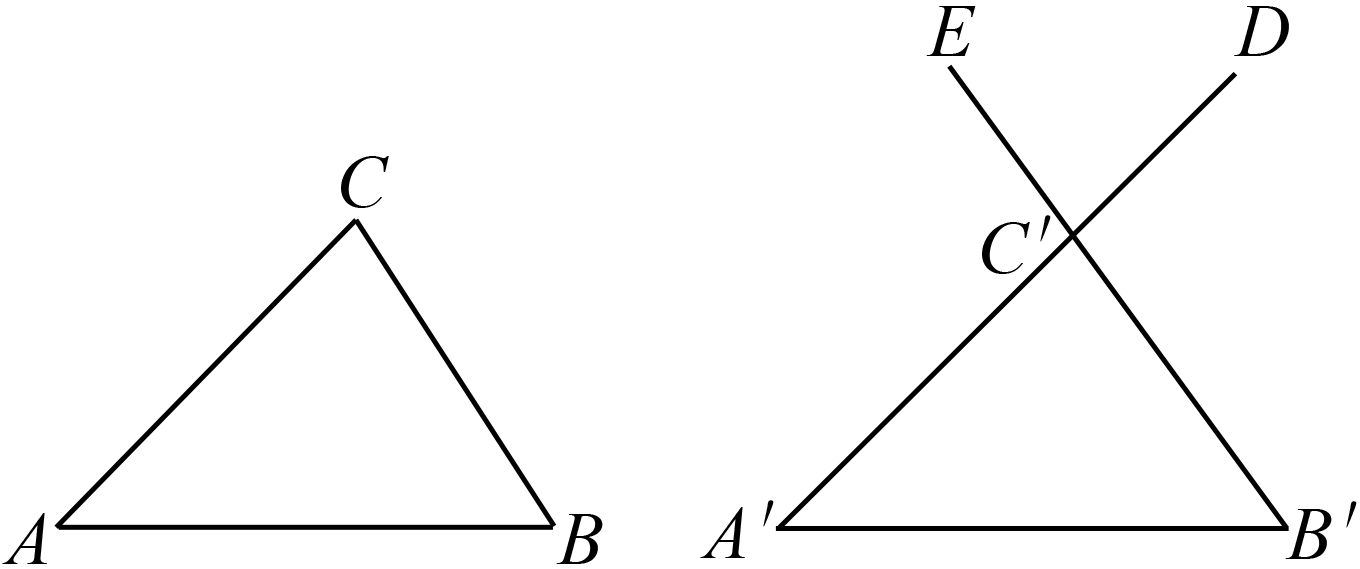 E D
C
C′
A B A′ B′